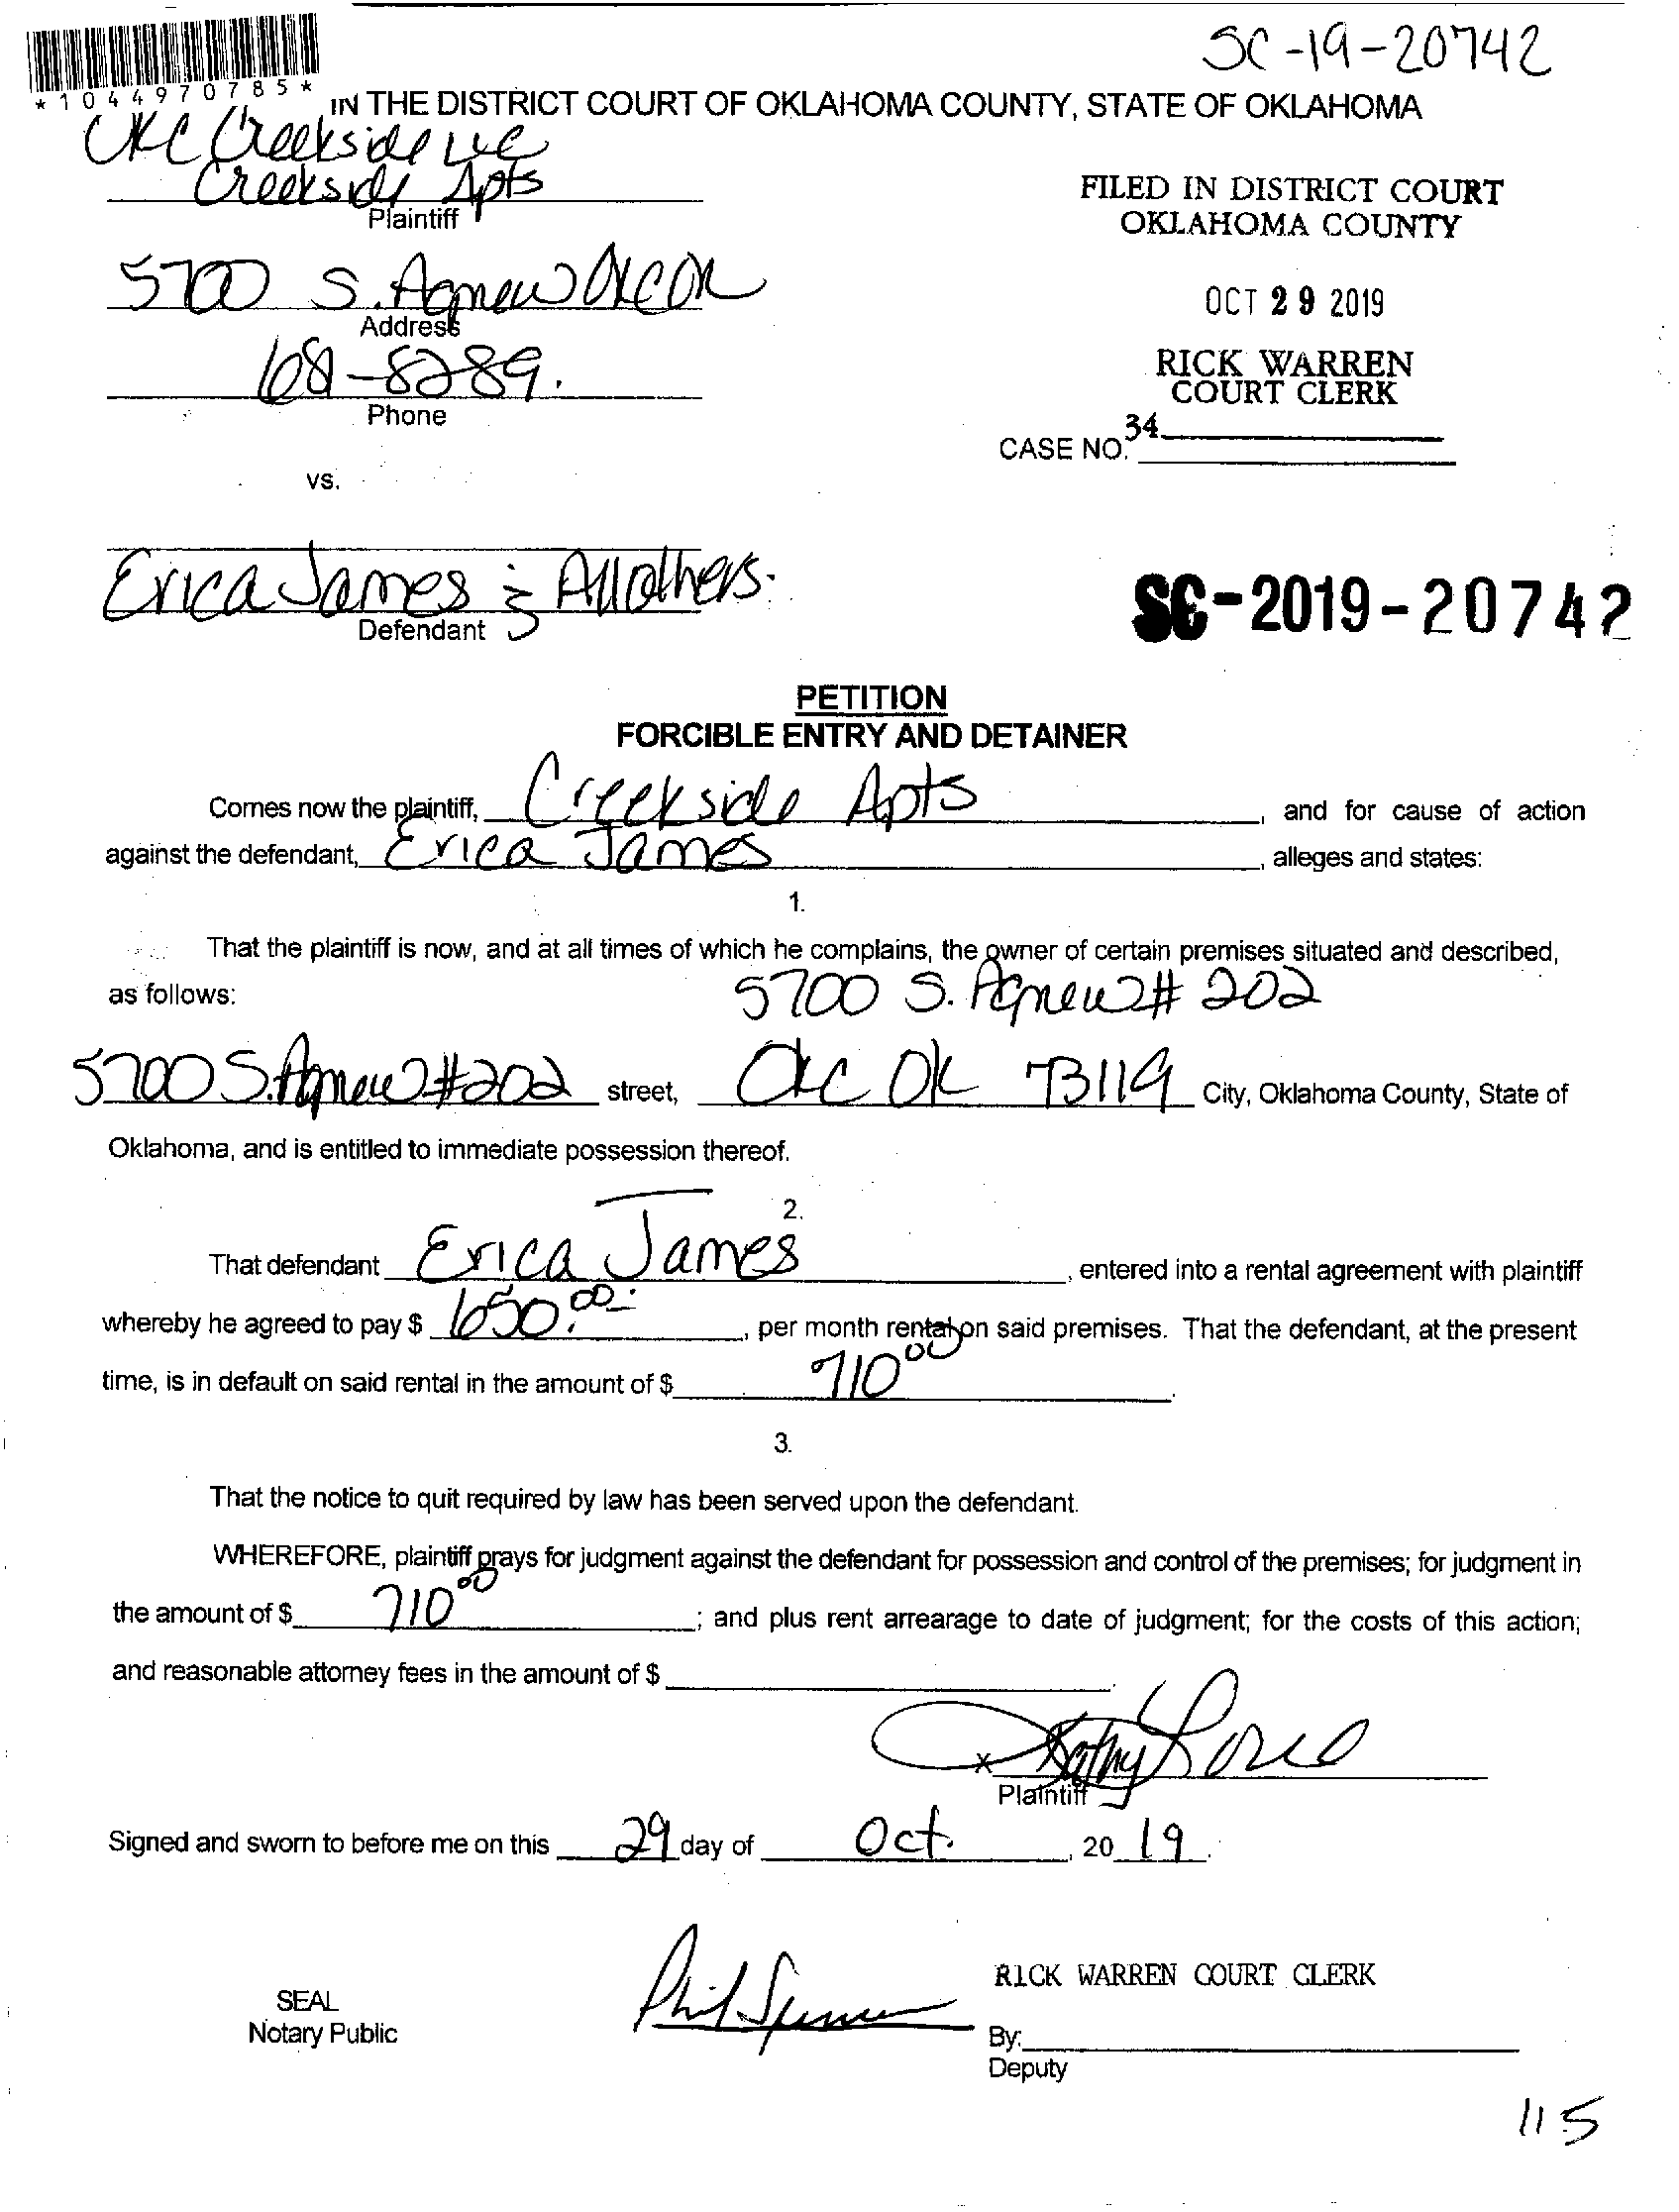 SC-19-20742
*1044970785*
IN THE DISTRICT COURT OF OKLAHOMA COUNTY, STATE OF OKLAHOMA
OKC Creekside LLC
Creekside Apts
Plaintiff
FILED IN DISTRICT COURT
OKLAHOMA COUNTY
5700 S. Agnew OKC OK
Address
OCT 29 2019
681-8289.
Phone
RICK WARREN
COURT CLERK
34
CASE NO.
vs.
Erica James & All others.
Defendant
SC-2019-20742
PETITION
FORCIBLE ENTRY AND DETAINER
Comes now the plaintiff, Creekside Apts, and for cause of action
against the defendant, Erica James, alleges and states:
1.
That the plaintiff is now, and at all times of which he complains, the owner of certain premises situated and described,
as follows: 5700 S. Agnew # 202
5700 S. Agnew #202 street, OKC OK 73119 City, Oklahoma County, State of
Oklahoma, and is entitled to immediate possession thereof.
2.
That defendant Erica James, entered into a rental agreement with plaintiff
whereby he agreed to pay $ 650.00, per month rental on said premises. That the defendant, at the present
time, is in default on said rental in the amount of $ 710 00.
3.
That the notice to quit required by law has been served upon the defendant.
WHEREFORE, plaintiff prays for judgment against the defendant for possession and control of the premises; for judgment in
the amount of $ 710 00; and plus rent arrearage to date of judgment; for the costs of this action;
and reasonable attorney fees in the amount of $
x Kathy
Plaintiff
Signed and sworn to before me on this 29 day of Oct., 20 19.
RICK WARREN COURT CLERK
SEAL
Notary Public
Phil
By:
Deputy
115